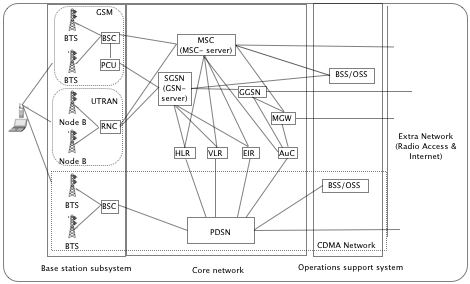 GSM
BTS
BSC
BTS
PCU
UTRAN
Node B
RNC
Node B
BTS
BSC
BTS
MSC
(MSC- server)
SGSN
(GSN-
server)
GGSN
MGW
HLR
VLR
EIR
AuC
PDSN
BSS/OSS
BSS/OSS
CDMA Network
Extra Network
(Radio Access &
Internet)
Base station subsystem
Core network
Operations support system